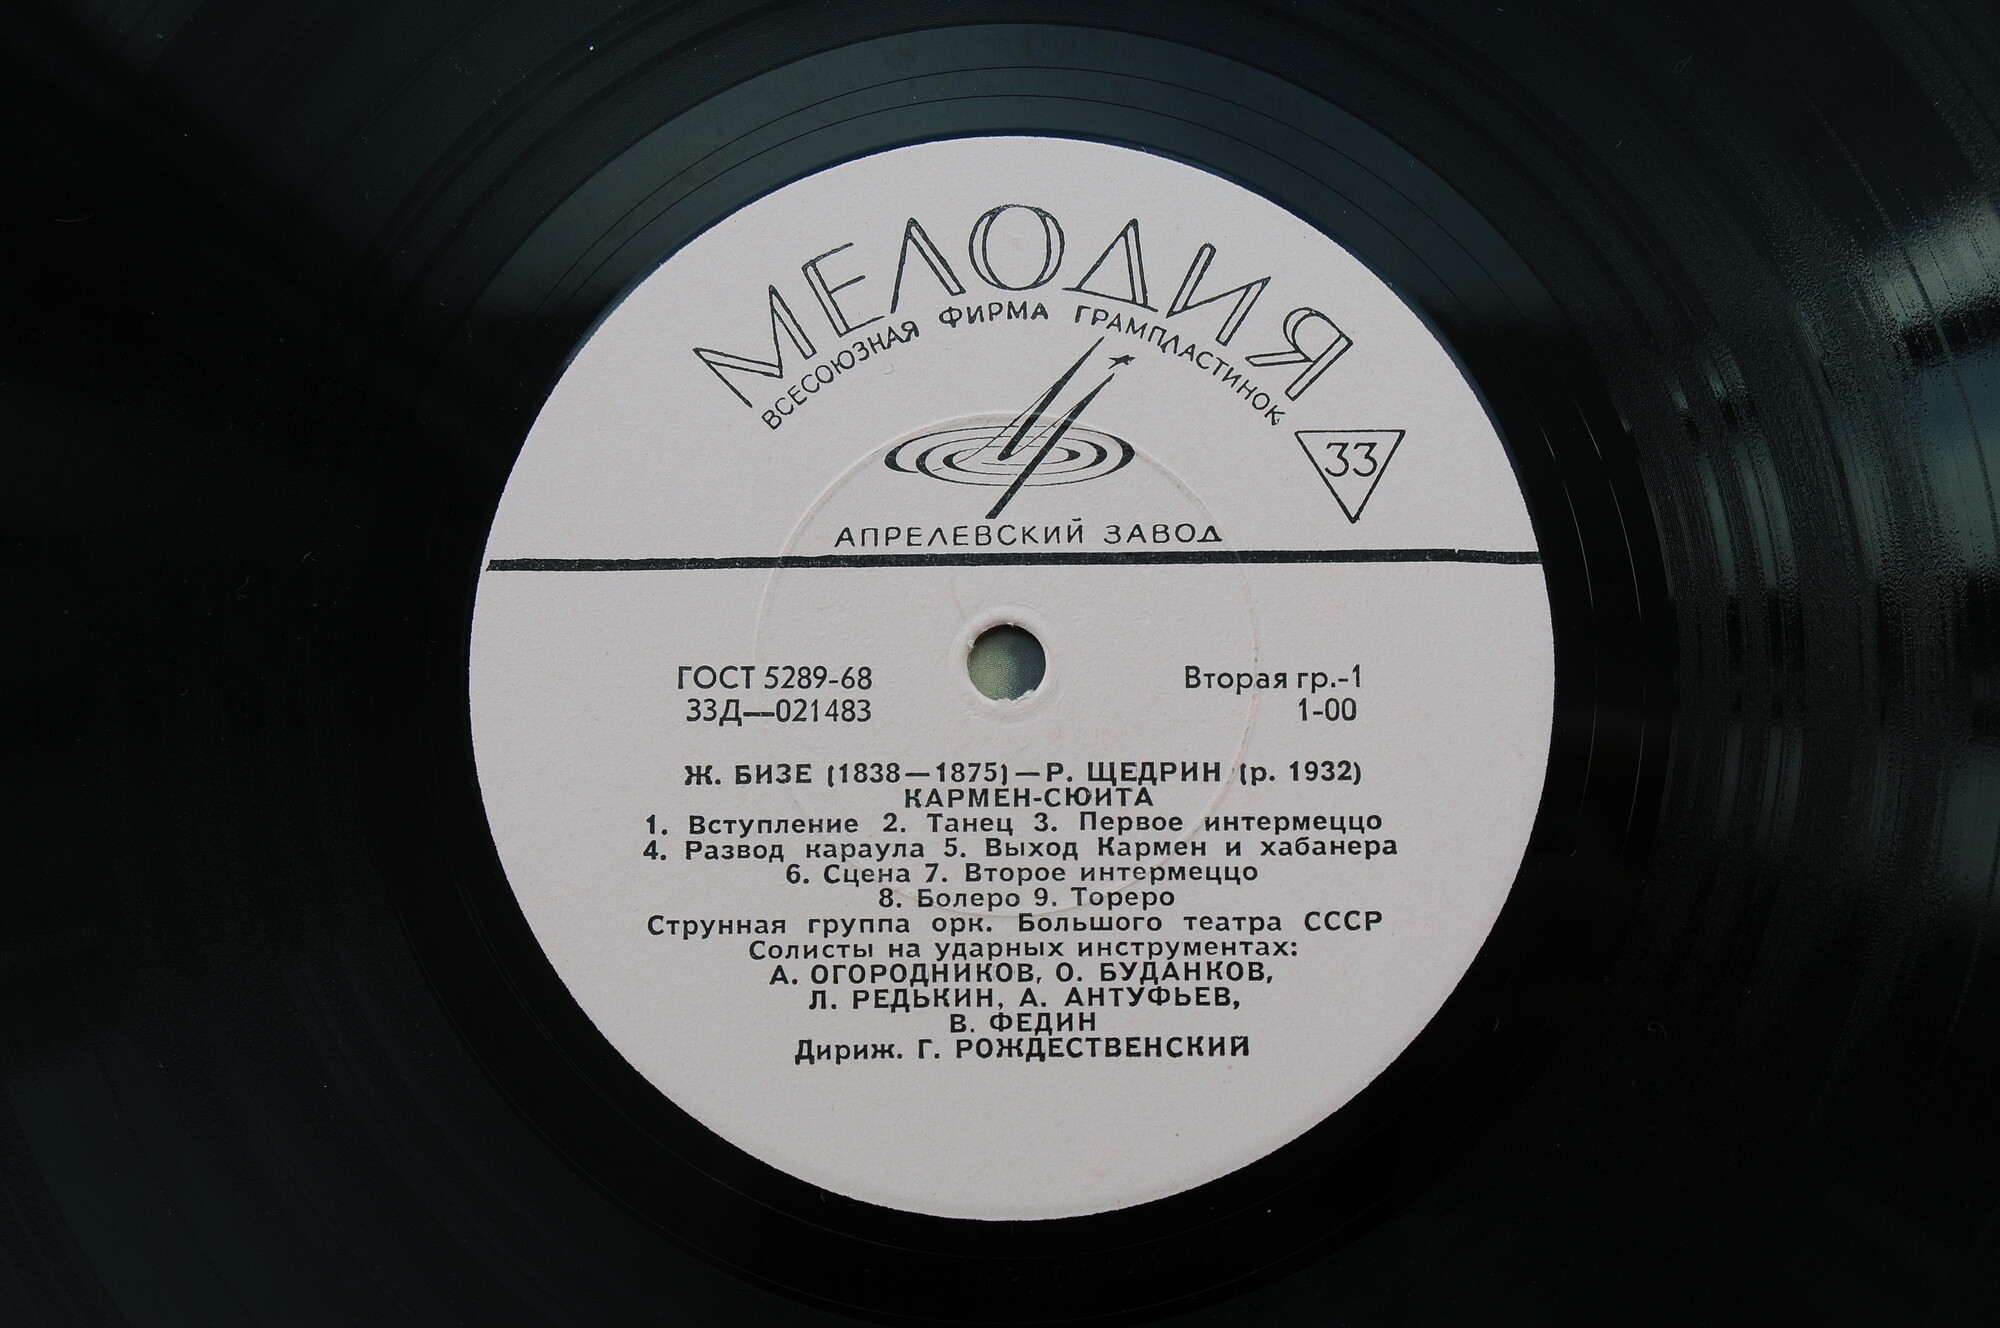 МЕЛОДИЯ
ВСЕСОЮЗНАЯ ФИРМА ГРАМПЛАСТИНОК
33
АПРЕЛЕВСКИЙ ЗАВОД
ГОСТ 5289-68
33Д—021483
Вторая гр.-1
1-00
Ж. БИЗЕ (1838—1875)—Р. ЩЕДРИН (р. 1932)
КАРМЕН-СЮИТА
1. Вступление 2. Танец 3. Первое интермеццо
4. Развод караула 5. Выход Кармен и хабанера
6. Сцена 7. Второе интермеццо
8. Болеро 9. Тореро
Струнная группа орк. Большого театра СССР
Солисты на ударных инструментах:
А. ОГОРОДНИКОВ, О. БУДАНКОВ,
Л. РЕДЬКИН, А. АНТУФЬЕВ,
В. ФЕДИН
Дириж. Г. РОЖДЕСТВЕНСКИЙ